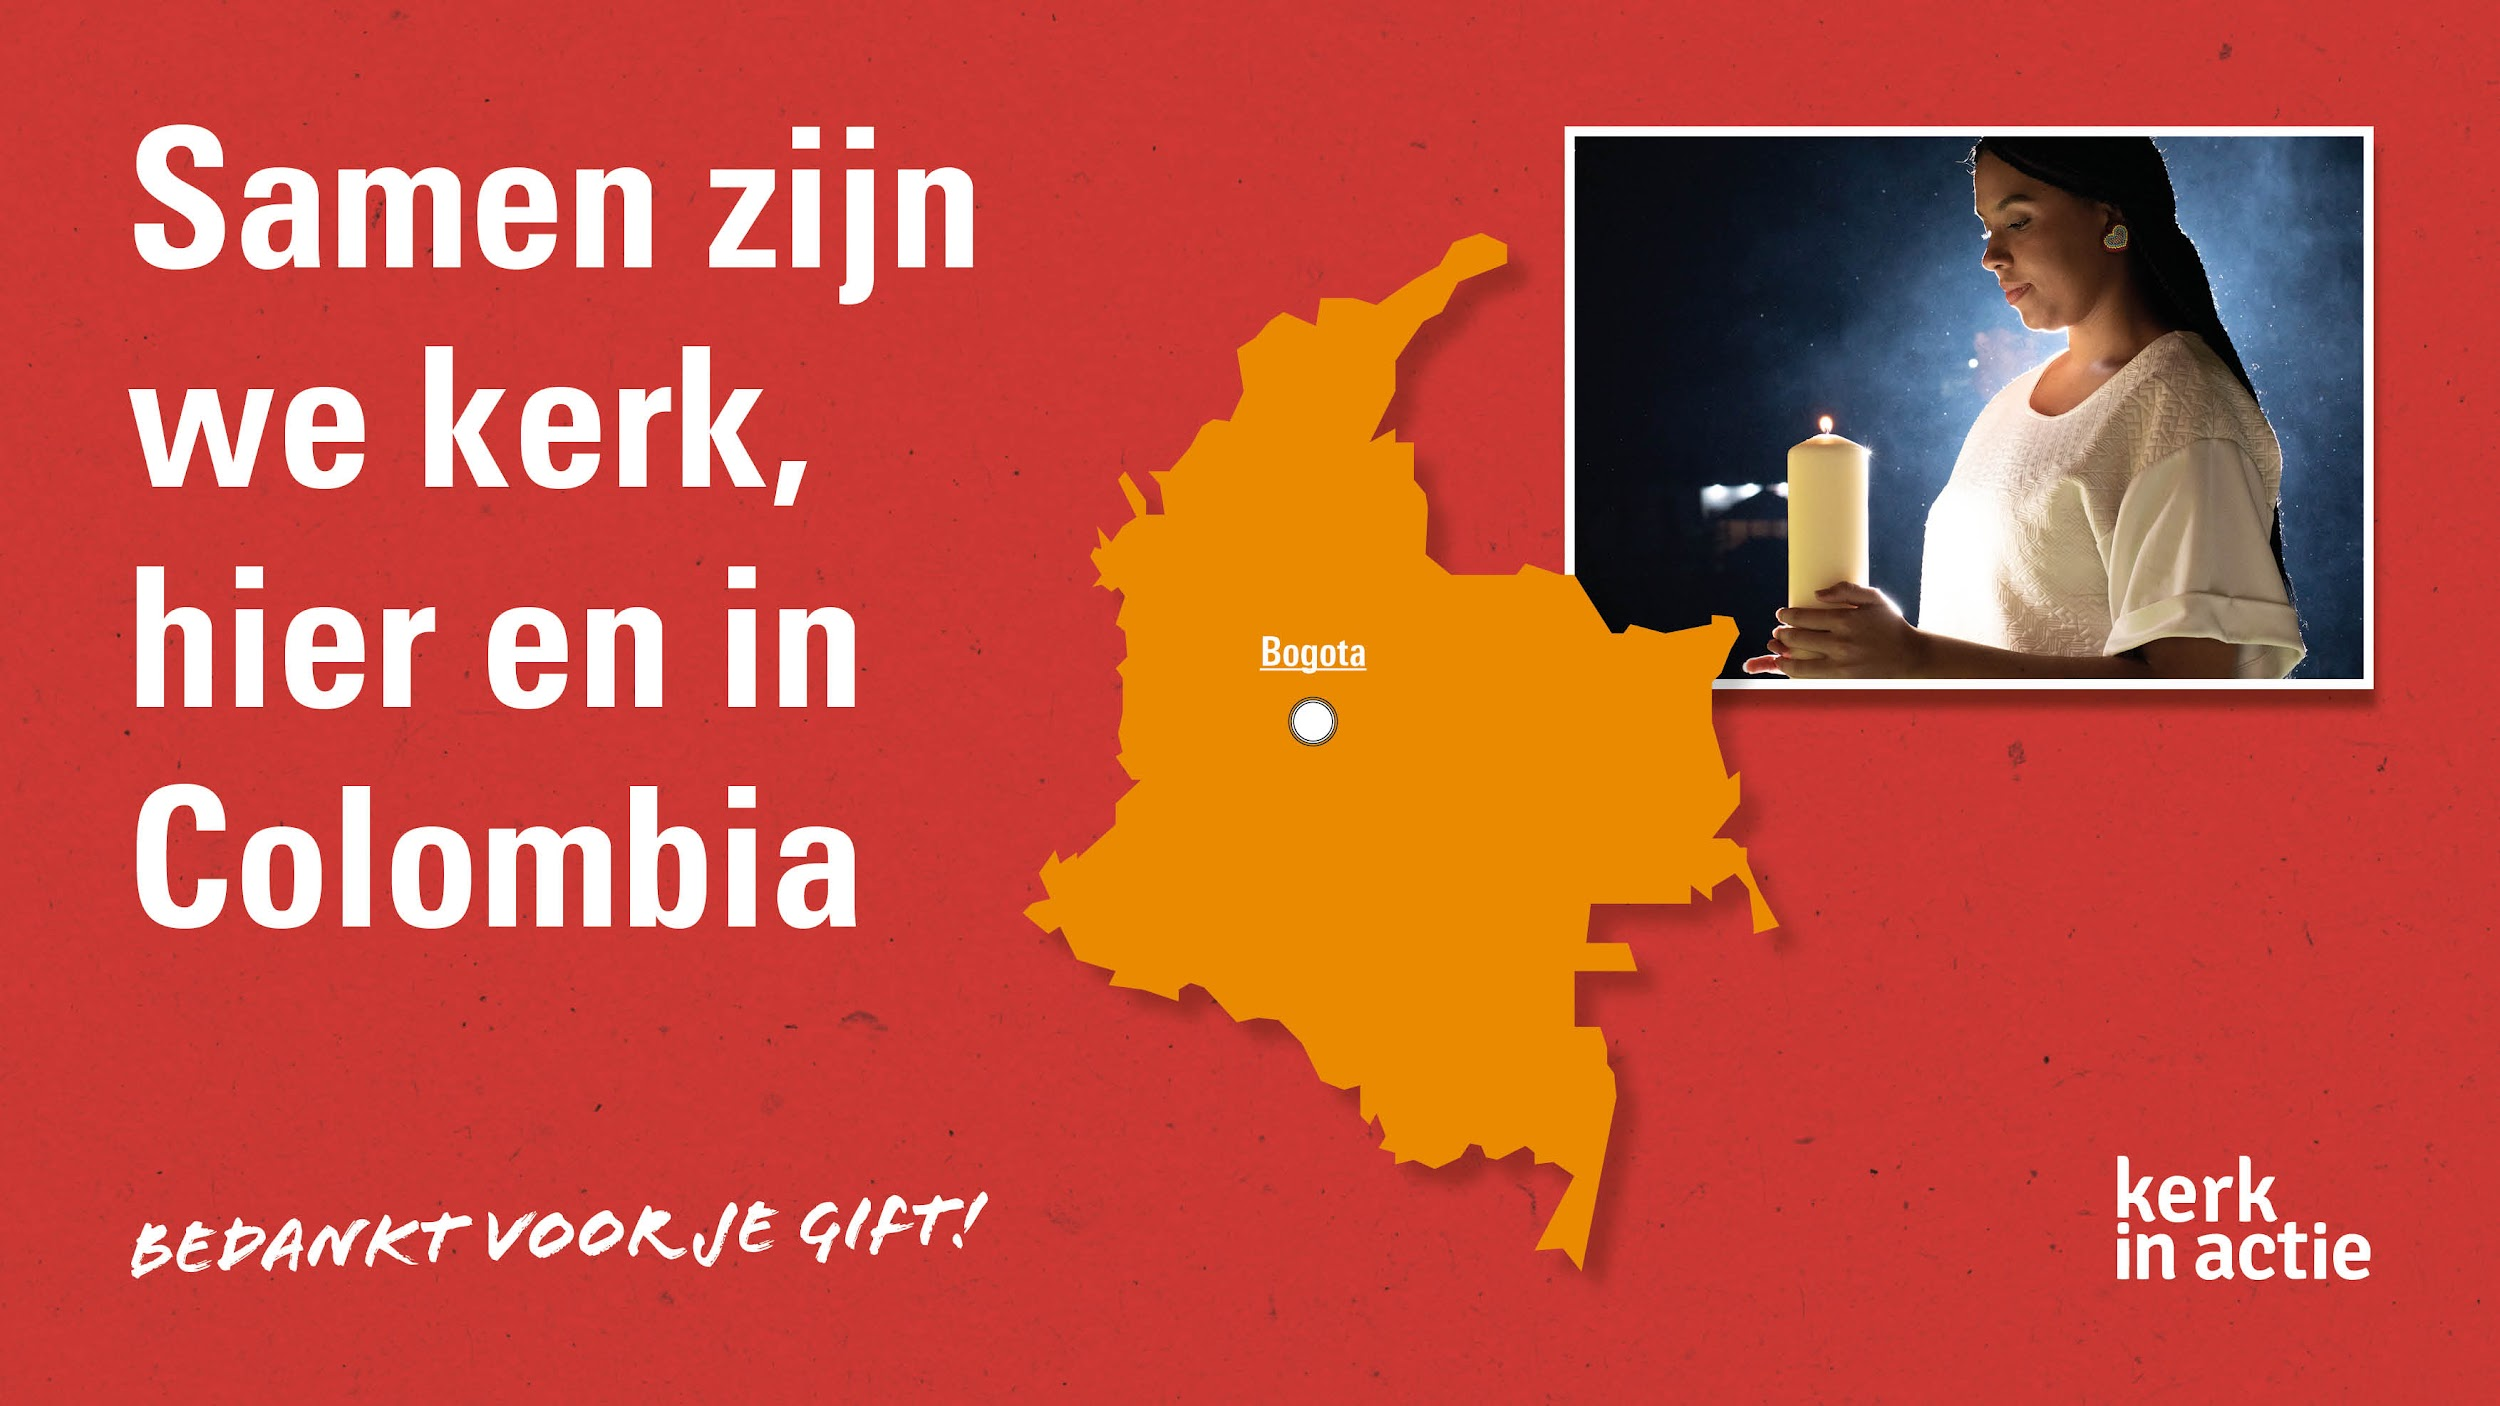 Samen zijn
we kerk,
hier en in
Colombia
Bogota
BEDANKT VOOR JE GIFT!
kerk
in actie